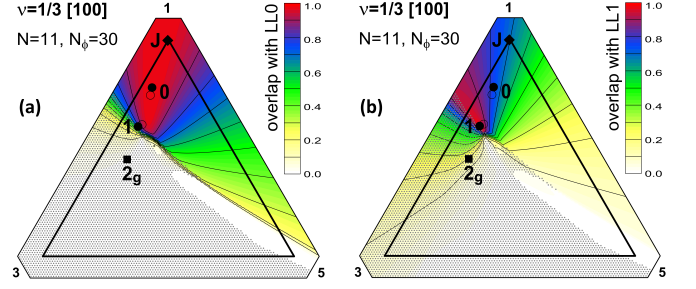 ν=1/3 [100]
N=11, Nϕ=30
1
J
0
1
2g
(a)
3
5
overlap with LL0
1.0
0.8
0.6
0.4
0.2
0.0
ν=1/3 [100]
N=11, Nϕ=30
1
J
0
1
2g
(b)
3
5
overlap with LL1
1.0
0.8
0.6
0.4
0.2
0.0